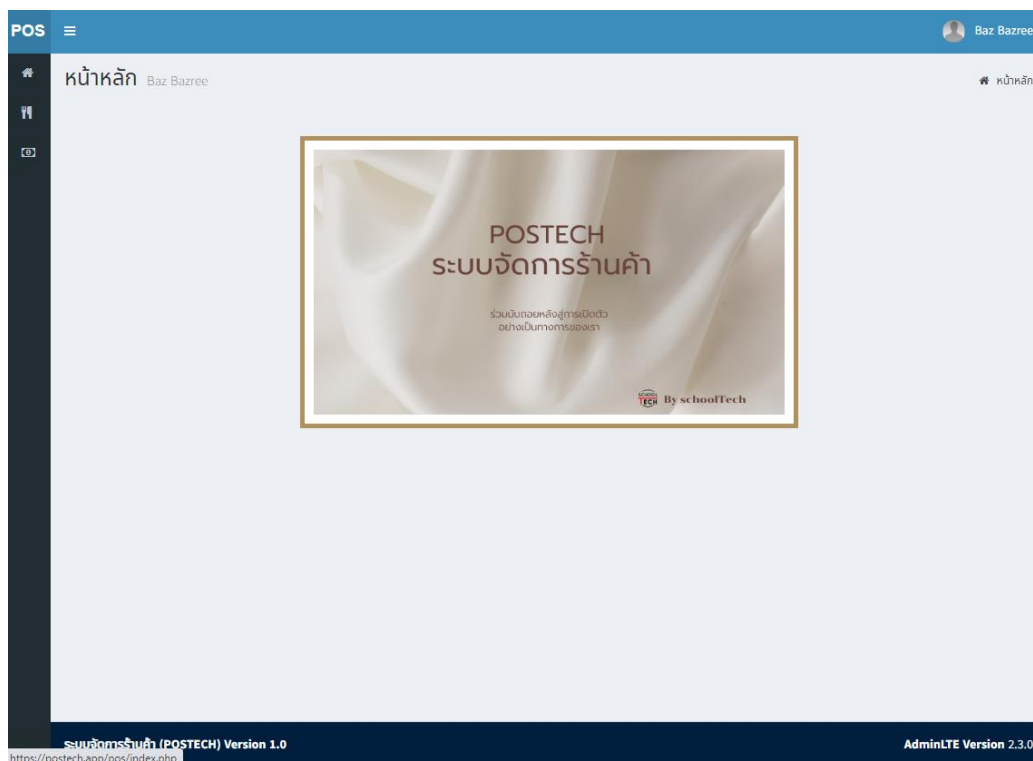 POS
Baz Bazree
หน้าหลัก Baz Bazree
หน้าหลัก
POSTECH
ระบบจัดการร้านค้า
ร่วมนับถอยหลังสู่การเปิดตัว
อย่างเป็นทางการของเรา
SCHOOL
TECH
By schoolTech
ระบบจัดการร้านค้า (POSTECH) Version 1.0
AdminLTE Version 2.3.0
https://postech.app/pos/index.php